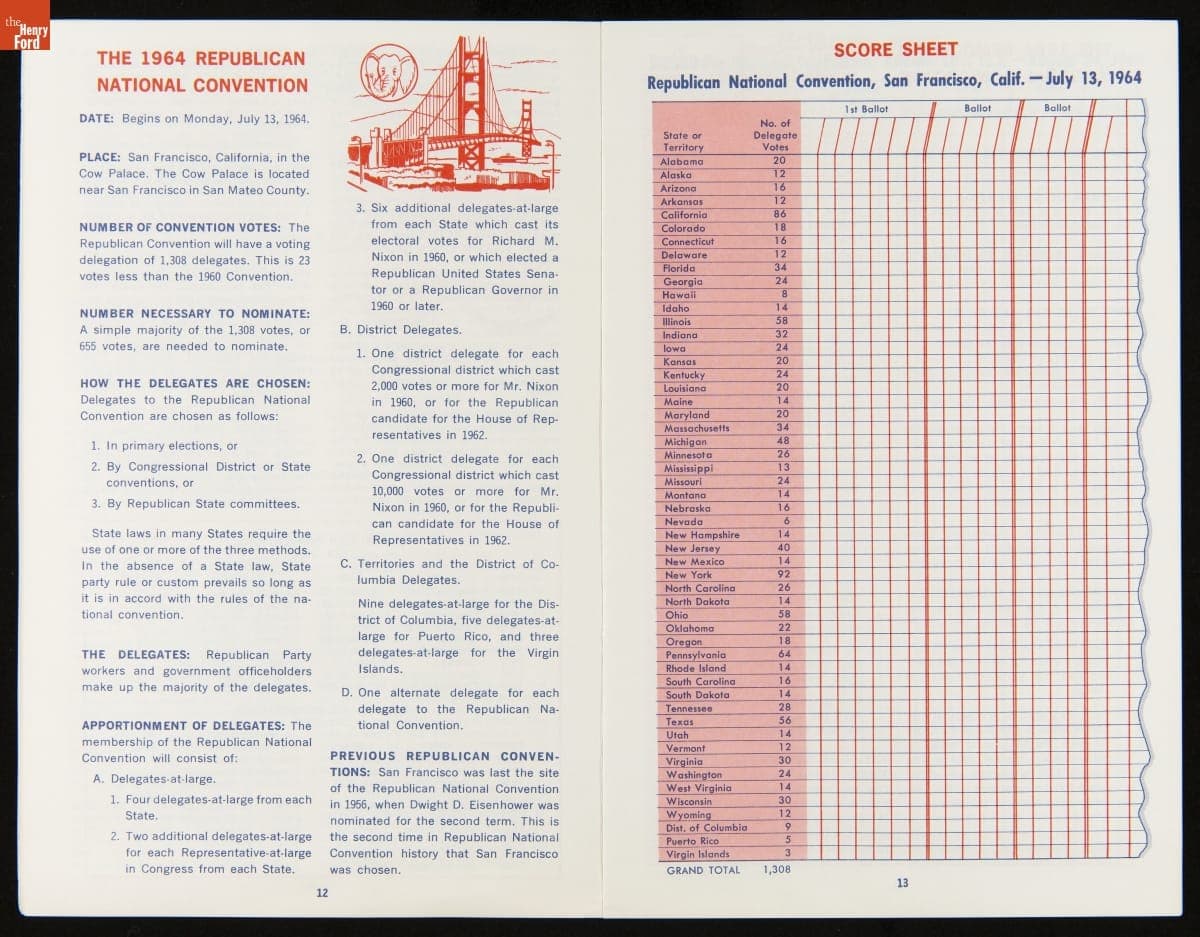 the
Henry
Ford
THE 1964 REPUBLICAN
NATIONAL CONVENTION
DATE: Begins on Monday, July 13, 1964.
PLACE: San Francisco, California, in the
Cow Palace. The Cow Palace is located
near San Francisco in San Mateo County.
NUMBER OF CONVENTION VOTES: The
Republican Convention will have a voting
delegation of 1,308 delegates. This is 23
votes less than the 1960 Convention.
NUMBER NECESSARY TO NOMINATE:
A simple majority of the 1,308 votes, or
655 votes, are needed to nominate.
HOW THE DELEGATES ARE CHOSEN:
Delegates to the Republican National
Convention are chosen as follows:
1. In primary elections, or
2. By Congressional District or State
conventions, or
3. By Republican State committees.
State laws in many States require the
use of one or more of the three methods.
In the absence of a State law, State
party rule or custom prevails so long as
it is in accord with the rules of the na-
tional convention.
THE DELEGATES: Republican Party
workers and government officeholders
make up the majority of the delegates.
APPORTIONMENT OF DELEGATES: The
membership of the Republican National
Convention will consist of:
A. Delegates-at-large.
1. Four delegates-at-large from each
State.
2. Two additional delegates-at-large
for each Representative-at-large
in Congress from each State.
3. Six additional delegates-at-large
from each State which cast its
electoral votes for Richard M.
Nixon in 1960, or which elected a
Republican United States Sena-
tor or a Republican Governor in
1960 or later.
B. District Delegates.
1. One district delegate for each
Congressional district which cast
2,000 votes or more for Mr. Nixon
in 1960, or for the Republican
candidate for the House of Rep-
resentatives in 1962.
2. One district delegate for each
Congressional district which cast
10,000 votes or more for Mr.
Nixon in 1960, or for the Republi-
can candidate for the House of
Representatives in 1962.
C. Territories and the District of Co-
lumbia Delegates.
Nine delegates-at-large for the Dis-
trict of Columbia, five delegates-at-
large for Puerto Rico, and three
delegates-at-large for the Virgin
Islands.
D. One alternate delegate for each
delegate to the Republican Na-
tional Convention.
PREVIOUS REPUBLICAN CONVEN-
TIONS: San Francisco was last the site
of the Republican National Convention
in 1956, when Dwight D. Eisenhower was
nominated for the second term. This is
the second time in Republican National
Convention history that San Francisco
was chosen.
12
SCORE SHEET
Republican National Convention, San Francisco, Calif. — July 13, 1964
State or Territory No. of Delegate Votes 1st Ballot Ballot Ballot
Alabama 20
Alaska 12
Arizona 16
Arkansas 12
California 86
Colorado 18
Connecticut 16
Delaware 12
Florida 34
Georgia 24
Hawaii 8
Idaho 14
Illinois 58
Indiana 32
Iowa 24
Kansas 20
Kentucky 24
Louisiana 20
Maine 14
Maryland 20
Massachusetts 34
Michigan 48
Minnesota 26
Mississippi 13
Missouri 24
Montana 14
Nebraska 16
Nevada 6
New Hampshire 14
New Jersey 40
New Mexico 14
New York 92
North Carolina 26
North Dakota 14
Ohio 58
Oklahoma 22
Oregon 18
Pennsylvania 64
Rhode Island 14
South Carolina 16
South Dakota 14
Tennessee 28
Texas 56
Utah 14
Vermont 12
Virginia 30
Washington 24
West Virginia 14
Wisconsin 30
Wyoming 12
Dist. of Columbia 9
Puerto Rico 5
Virgin Islands 3
GRAND TOTAL 1,308
13